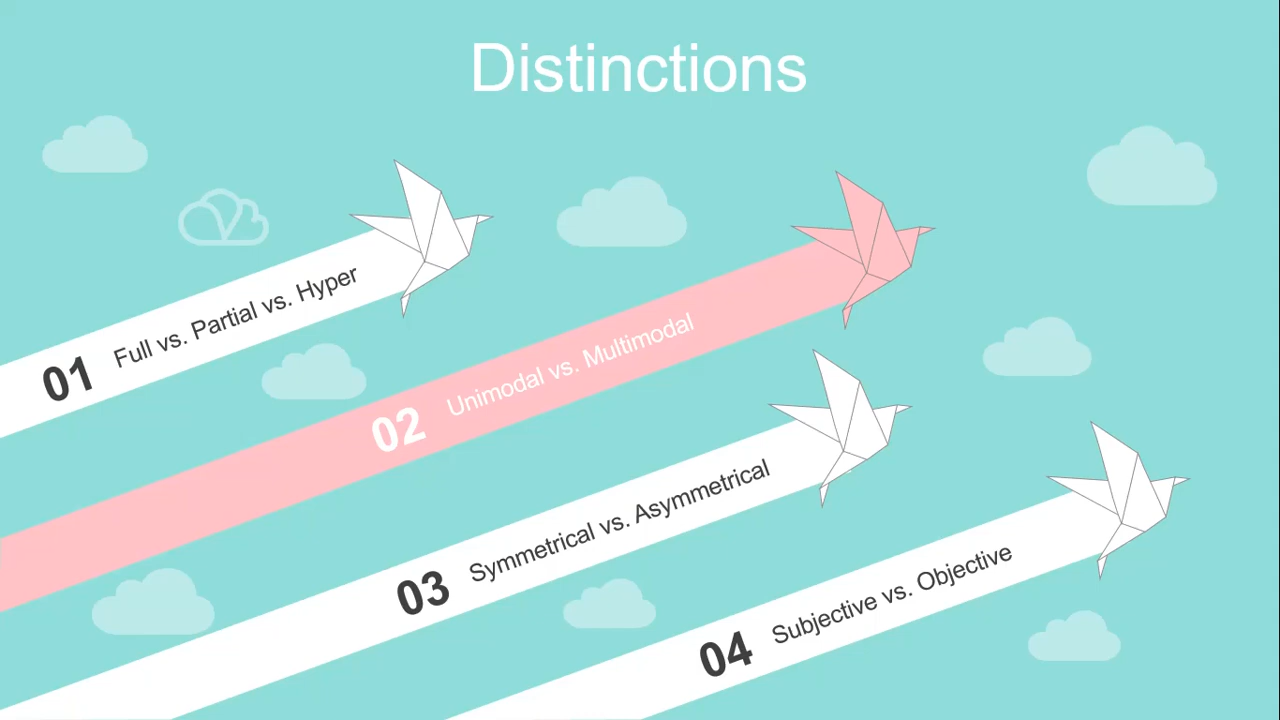 Distinctions
01 Full vs. Partial vs. Hyper
02 Unimodal vs. Multimodal
03 Symmetrical vs. Asymmetrical
04 Subjective vs. Objective